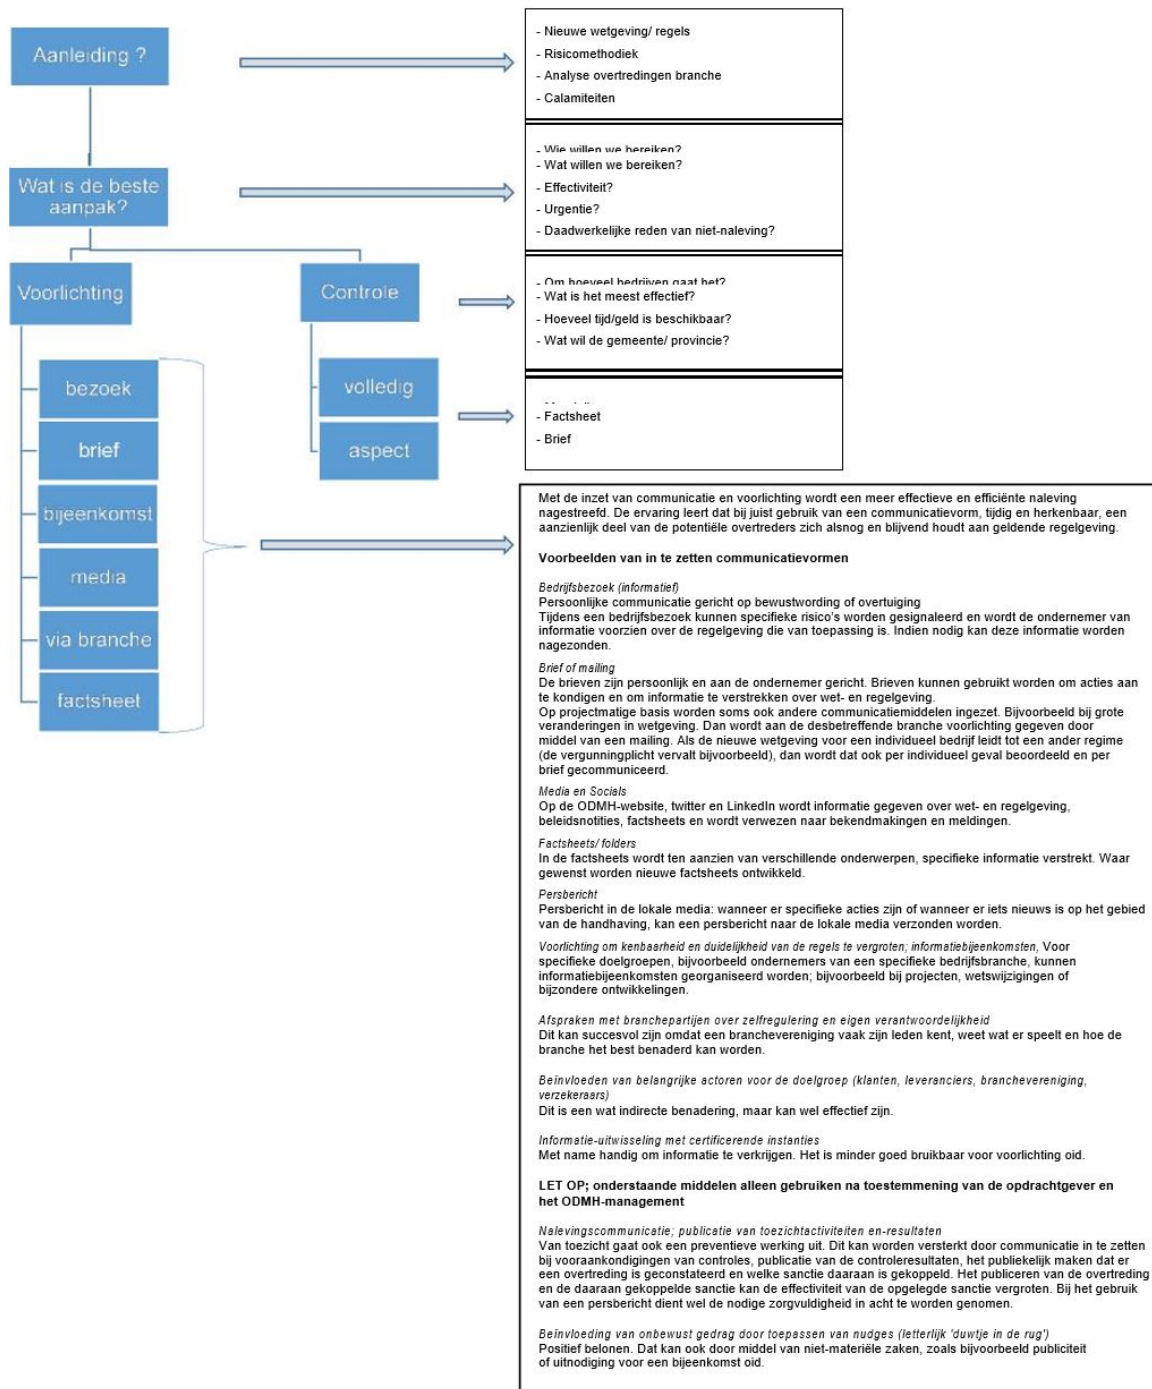 Aanleiding ?
- Nieuwe wetgeving/ regels
- Risicomethodiek
- Analyse overtredingen branche
- Calamiteiten
Wat is de beste
aanpak?
- Wie willen we bereiken?
- Wat willen we bereiken?
- Effectiviteit?
- Urgentie?
- Daadwerkelijke reden van niet-naleving?
Voorlichting
Controle
- Om hoeveel bedrijven gaat het?
- Wat is het meest effectief?
- Hoeveel tijd/geld is beschikbaar?
- Wat wil de gemeente/ provincie?
bezoek
brief
bijeenkomst
media
via branche
factsheet
volledig
aspect
- Factsheet
- Brief
Met de inzet van communicatie en voorlichting wordt een meer effectieve en efficiënte naleving
nagestreefd. De ervaring leert dat bij juist gebruik van een communicatievorm, tijdig en herkenbaar, een
aanzienlijk deel van de potentiële overtreders zich alsnog en blijvend houdt aan geldende regelgeving.
Voorbeelden van in te zetten communicatievormen
Bedrijfsbezoek (informatief)
Persoonlijke communicatie gericht op bewustwording of overtuiging
Tijdens een bedrijfsbezoek kunnen specifieke risico's worden gesignaleerd en wordt de ondernemer van
informatie voorzien over de regelgeving die van toepassing is. Indien nodig kan deze informatie worden
nagezonden.
Brief of mailing
De brieven zijn persoonlijk en aan de ondernemer gericht. Brieven kunnen gebruikt worden om acties aan
te kondigen en om informatie te verstrekken over wet- en regelgeving.
Op projectmatige basis worden soms ook andere communicatiemiddelen ingezet. Bijvoorbeeld bij grote
veranderingen in wetgeving. Dan wordt aan de desbetreffende branche voorlichting gegeven door
middel van een mailing. Als de nieuwe wetgeving voor een individueel bedrijf leidt tot een ander regime
(de vergunningplicht vervalt bijvoorbeeld), dan wordt dat ook per individueel geval beoordeeld en per
brief gecommuniceerd.
Media en Socials
Op de ODMH-website, twitter en LinkedIn wordt informatie gegeven over wet- en regelgeving,
beleidsnotities, factsheets en wordt verwezen naar bekendmakingen en meldingen.
Factsheets/ folders
In de factsheets wordt ten aanzien van verschillende onderwerpen, specifieke informatie verstrekt. Waar
gewenst worden nieuwe factsheets ontwikkeld.
Persbericht
Persbericht in de lokale media: wanneer er specifieke acties zijn of wanneer er iets nieuws is op het gebied
van de handhaving, kan een persbericht naar de lokale media verzonden worden.
Voorlichting om kenbaarheid en duidelijkheid van de regels te vergroten; informatiebijeenkomsten, Voor
specifieke doelgroepen, bijvoorbeeld ondernemers van een specifieke bedrijfsbranche, kunnen
informatiebijeenkomsten georganiseerd worden; bijvoorbeeld bij projecten, wetswijzigingen of
bijzondere ontwikkelingen.
Afspraken met branchepartijen over zelfregulering en eigen verantwoordelijkheid
Dit kan succesvol zijn omdat een branchevereniging vaak zijn leden kent, weet wat er speelt en hoe de
branche het best benaderd kan worden.
Beïnvloeden van belangrijke actoren voor de doelgroep (klanten, leveranciers, branchevereniging,
verzekeraars)
Dit is een wat indirecte benadering, maar kan wel effectief zijn.
Informatie-uitwisseling met certificerende instanties
Met name handig om informatie te verkrijgen. Het is minder goed bruikbaar voor voorlichting oid.
LET OP; onderstaande middelen alleen gebruiken na toestemmening van de opdrachtgever en
het ODMH-management
Nalevingscommunicatie; publicatie van toezichtactiviteiten en-resultaten
Van toezicht gaat ook een preventieve werking uit. Dit kan worden versterkt door communicatie in te zetten
bij vooraankondigingen van controles, publicatie van de controleresultaten, het publiekelijk maken dat er
een overtreding is geconstateerd en welke sanctie daaraan is gekoppeld. Het publiceren van de overtreding
en de daaraan gekoppelde sanctie kan de effectiviteit van de opgelegde sanctie vergroten. Bij het gebruik
van een persbericht dient wel de nodige zorgvuldigheid in acht te worden genomen.
Beïnvloeding van onbewust gedrag door toepassen van nudges (letterlijk 'duwtje in de rug')
Positief belonen. Dat kan ook door middel van niet-materiële zaken, zoals bijvoorbeeld publiciteit
of uitnodiging voor een bijeenkomst oid.